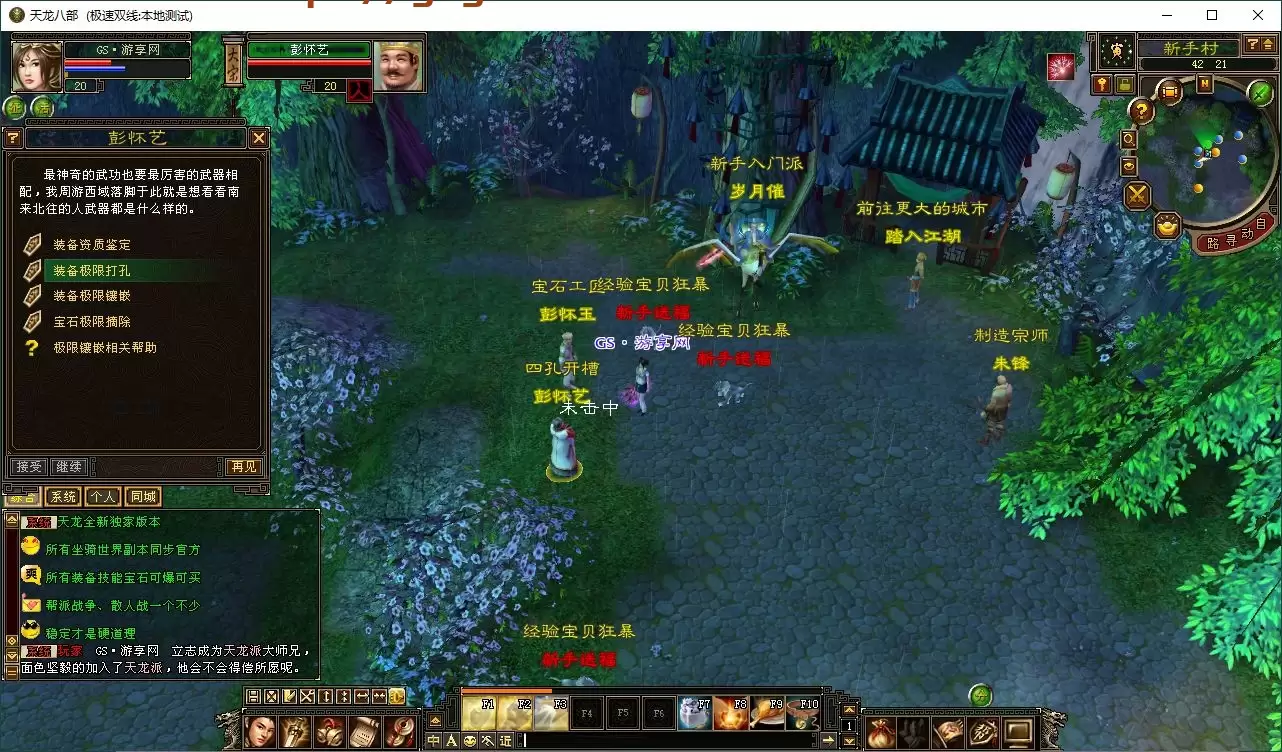 天龙八部 (极速双线:本地测试)
GS·游享网
20
彭怀艺
20
新手村
42 21
彭怀艺
最神奇的武功也要最厉害的武器相
配，我周游西域落脚于此就是想看看南
来北往的人武器都是什么样的。
装备资质鉴定
装备极限打孔
装备极限镶嵌
宝石极限摘除
极限镶嵌相关帮助
接受
继续
再见
新手入门派
岁月催
前往更大的城市
踏入江湖
宝石工匠
彭怀玉
经验宝贝狂暴
新手送福
GS·游享网
经验宝贝狂暴
新手送福
四孔开槽
彭怀艺
未击中
制造宗师
朱锋
经验宝贝狂暴
新手送福
自动寻路
综合
系统
个人
同城
系统 天龙全新独家版本
所有坐骑世界副本同步官方
爽 所有装备技能宝石可爆可买
帮派战争、散人战一个不少
稳定才是硬道理
系统 玩家 GS·游享网 立志成为天龙派大师兄，
面色坚毅的加入了天龙派，他会不会得偿所愿呢。
F1 F2 F3 F4 F5 F6 F7 F8 F9 F10
1
中 A 近